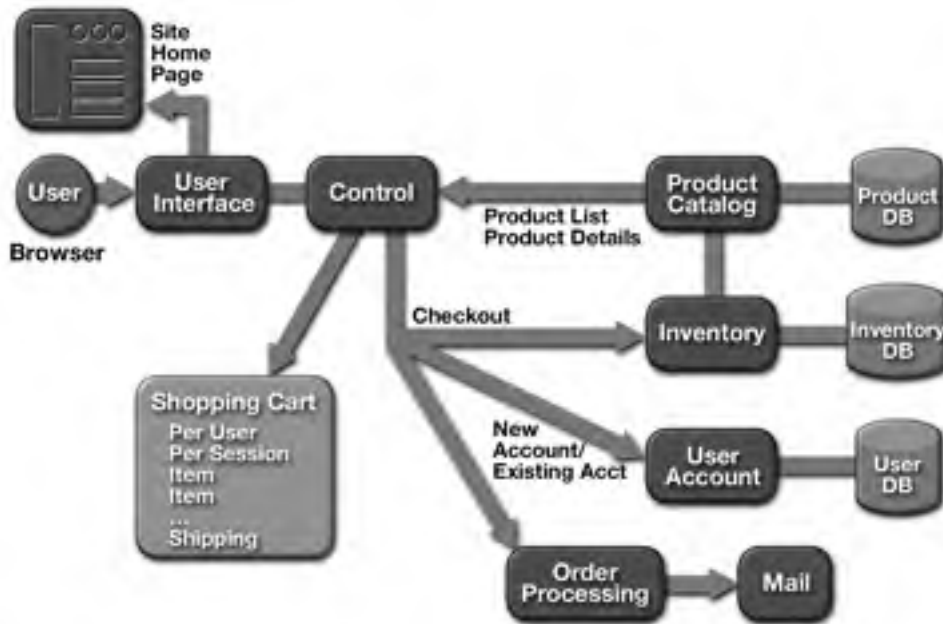 Site
Home
Page
User
Browser
User
Interface
Control
Product List
Product Details
Product
Catalog
Product
DB
Checkout
Inventory
Inventory
DB
Shopping Cart
Per User
Per Session
Item
Item
...
Shipping
New
Account/
Existing Acct
User
Account
User
DB
Order
Processing
Mail